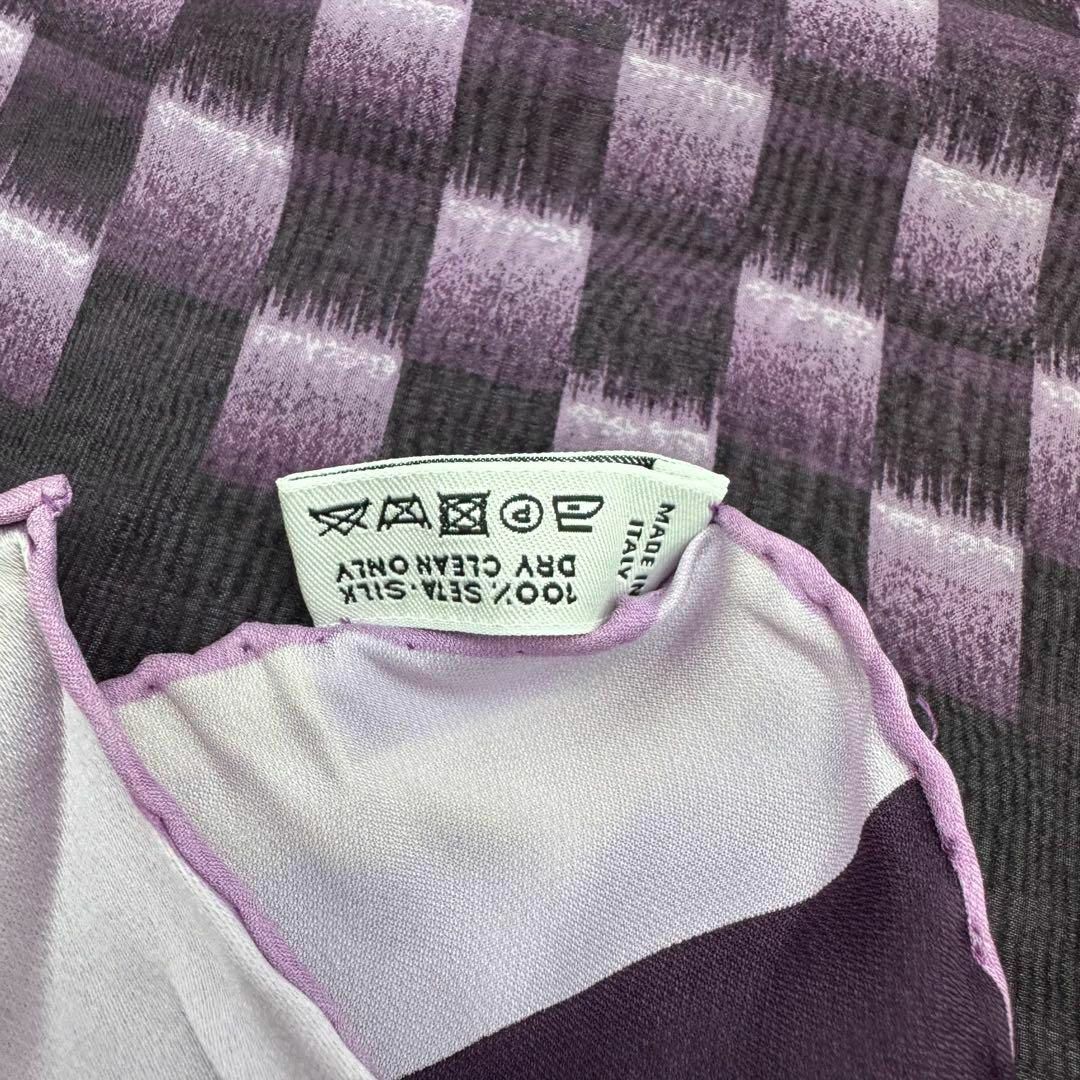 100% SETA·SILK
DRY CLEAN ONLY
P
MADE IN
ITALY